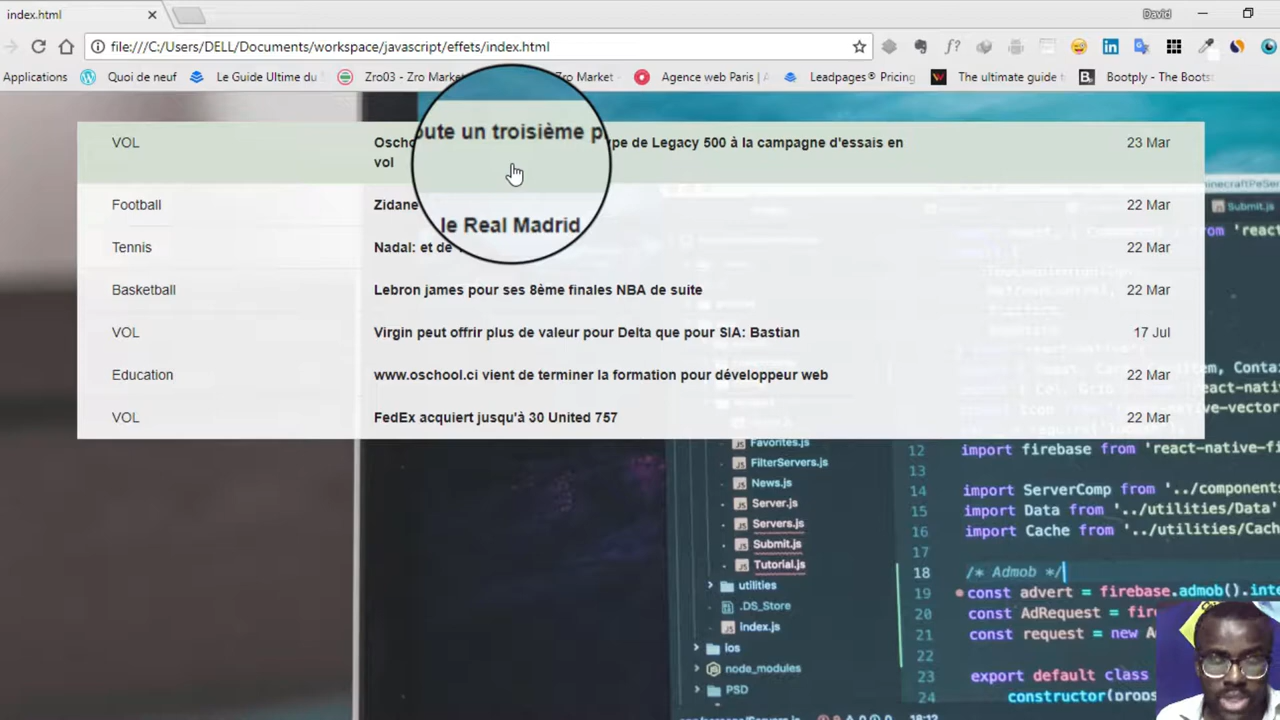 index.html
David
file:///C:/Users/DELL/Documents/workspace/javascript/effets/index.html
Applications Quoi de neuf Le Guide Ultime du Zro03 - Zro Market Zro Market Agence web Paris | Leadpages® Pricing The ultimate guide Bootply - The Boots
VOL
oute un troisième p
pe de Legacy 500 à la campagne d'essais en
vol
23 Mar
Football Zidane le Real Madrid 22 Mar
Tennis Nadal: et de 22 Mar
Basketball Lebron james pour ses 8ème finales NBA de suite 22 Mar
VOL Virgin peut offrir plus de valeur pour Delta que pour SIA: Bastian 17 Jul
Education www.oschool.ci vient de terminer la formation pour développeur web 22 Mar
VOL FedEx acquiert jusqu'à 30 United 757 22 Mar
Submit.js
Favorites.js
FilterServers.js
News.js
Server.js
Servers.js
Submit.js
Tutorial.js
utilities
.DS_Store
index.js
ios
node_modules
PSD
12 import firebase from 'react-native-fi
13
14 import ServerComp from '../components
15 import Data from '../utilities/Data'
16 import Cache from '../utilities/Cach
17
18 /* Admob */
19 const advert = firebase.admob().inte
20 const AdRequest = fir
21 const request = new A
22
23 export default class
24 constructor(props